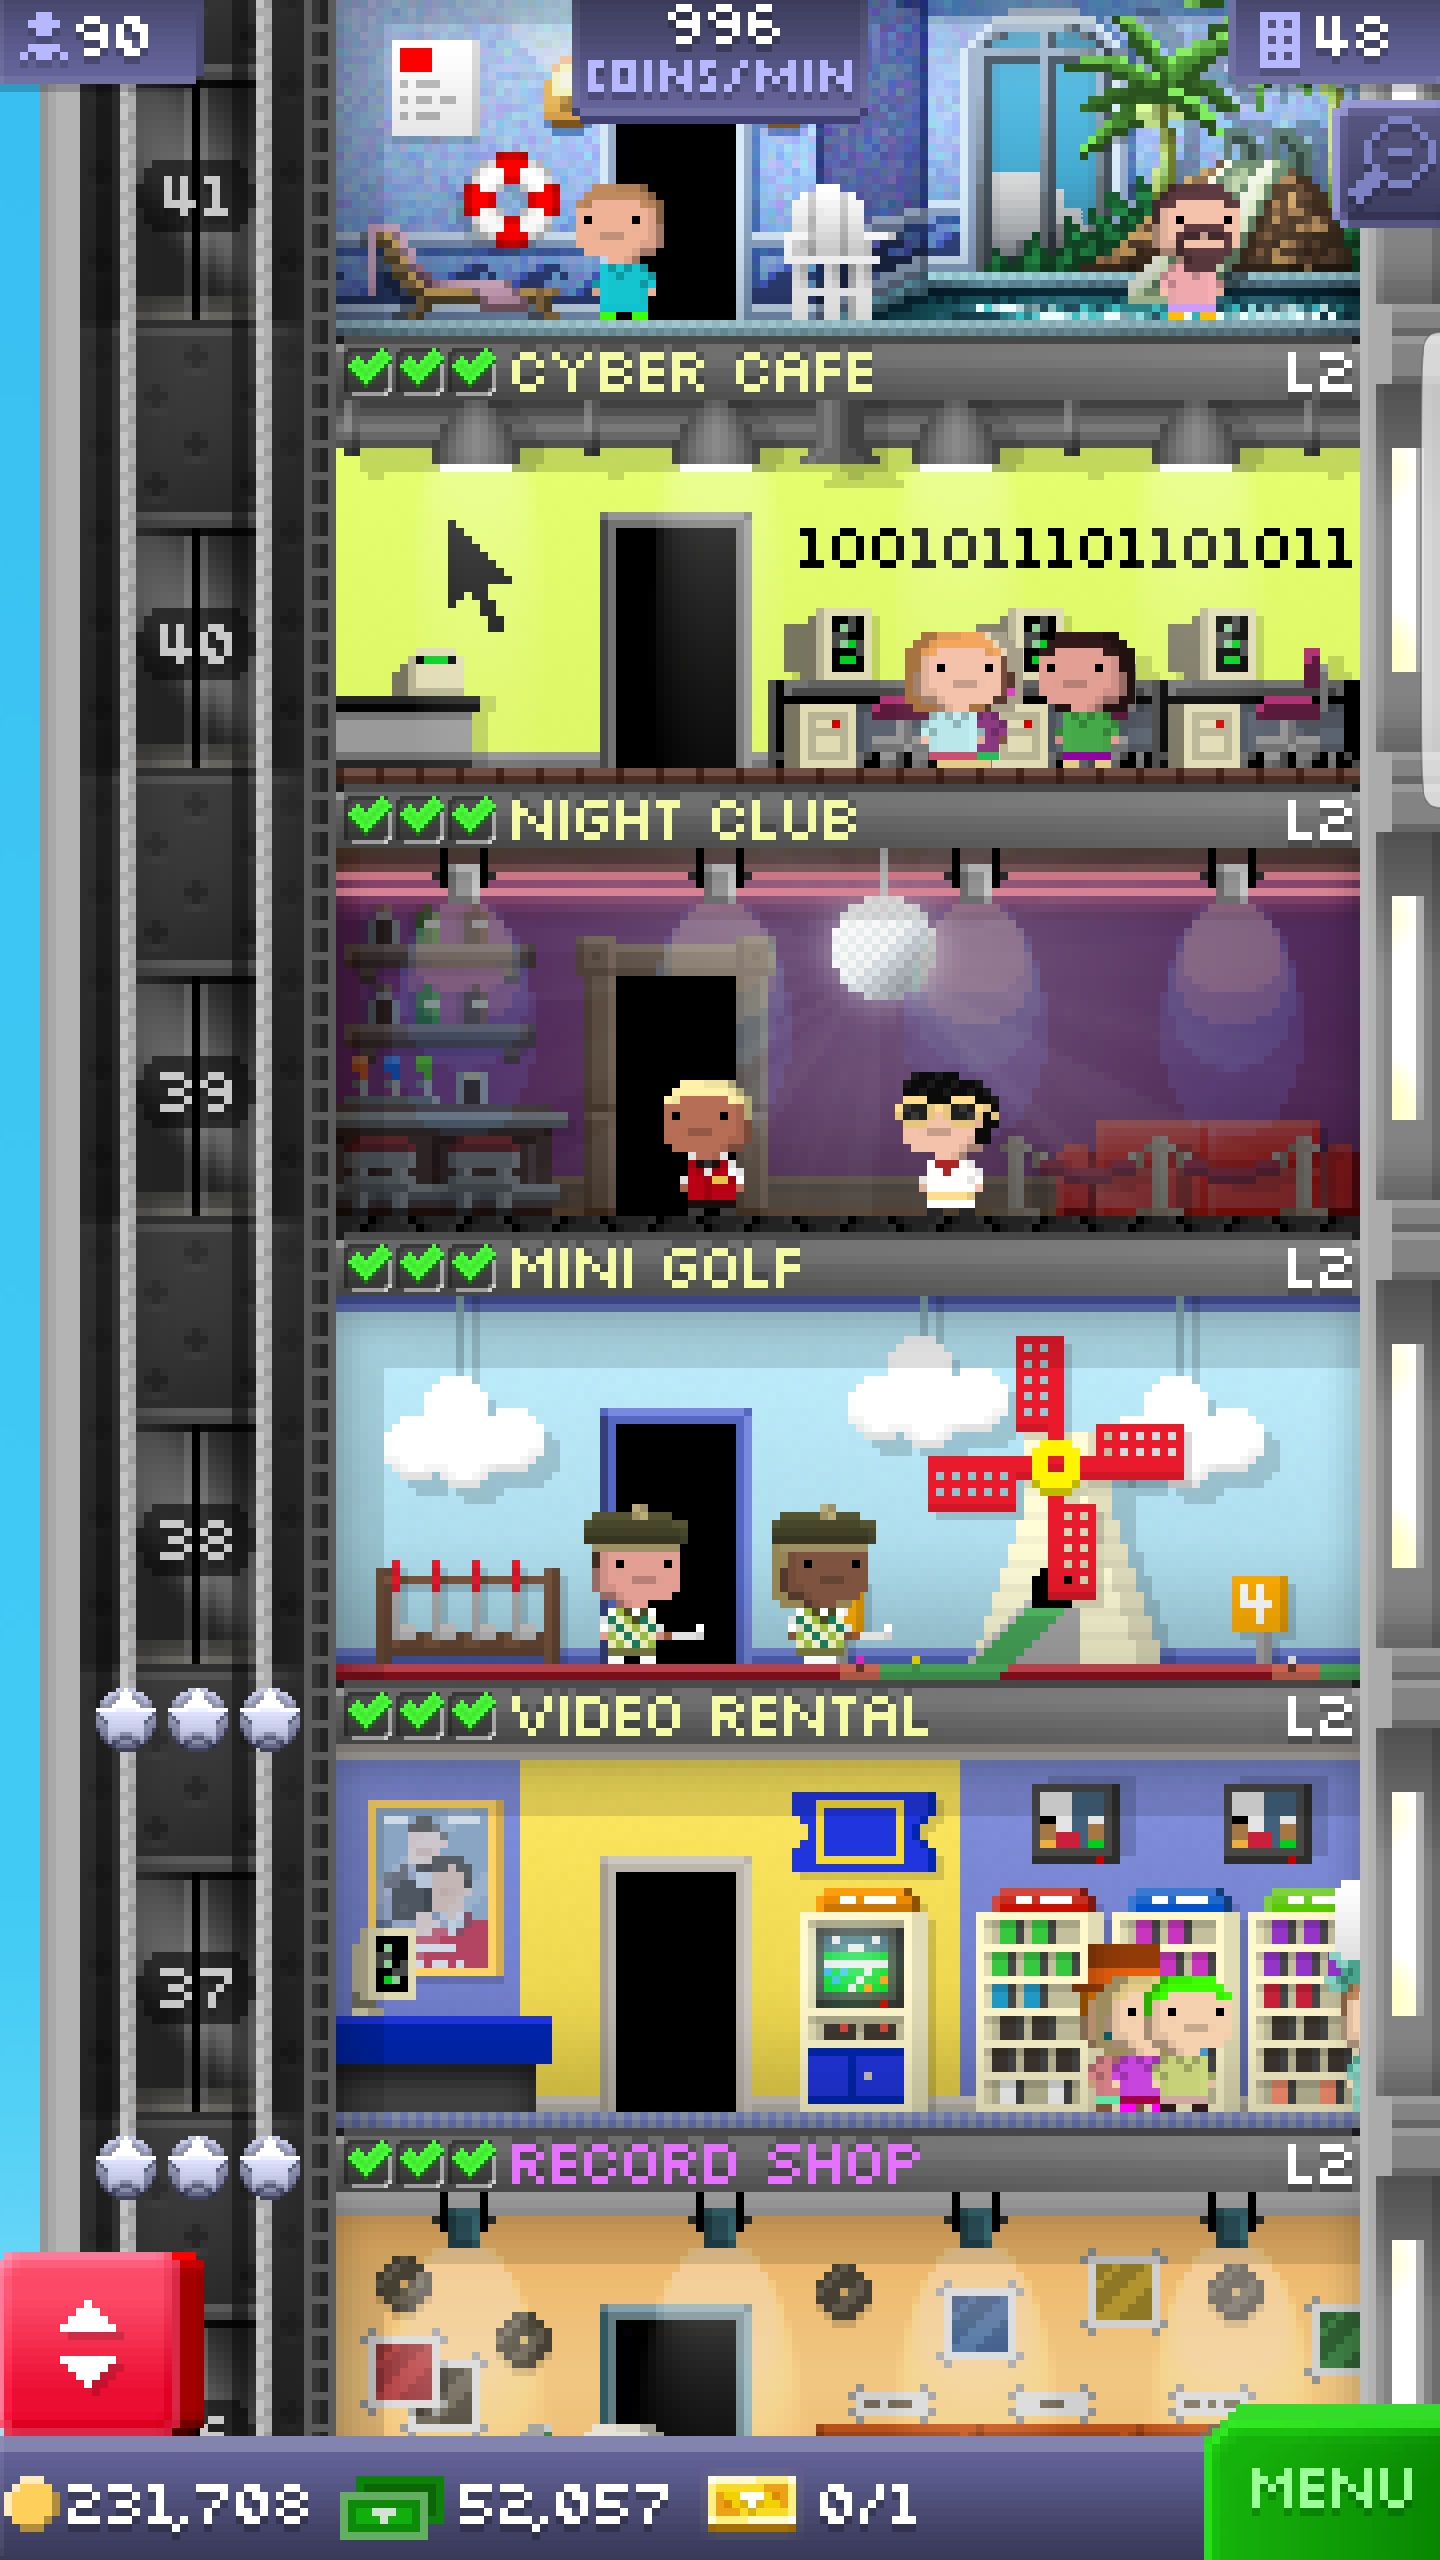 90
996
COINS/MIN
48
41
CYBER CAFE
L2
1001011101101011
40
NIGHT CLUB
L2
39
MINI GOLF
L2
38
4
VIDEO RENTAL
L2
37
RECORD SHOP
L2
231,708
52,057
0/1
MENU